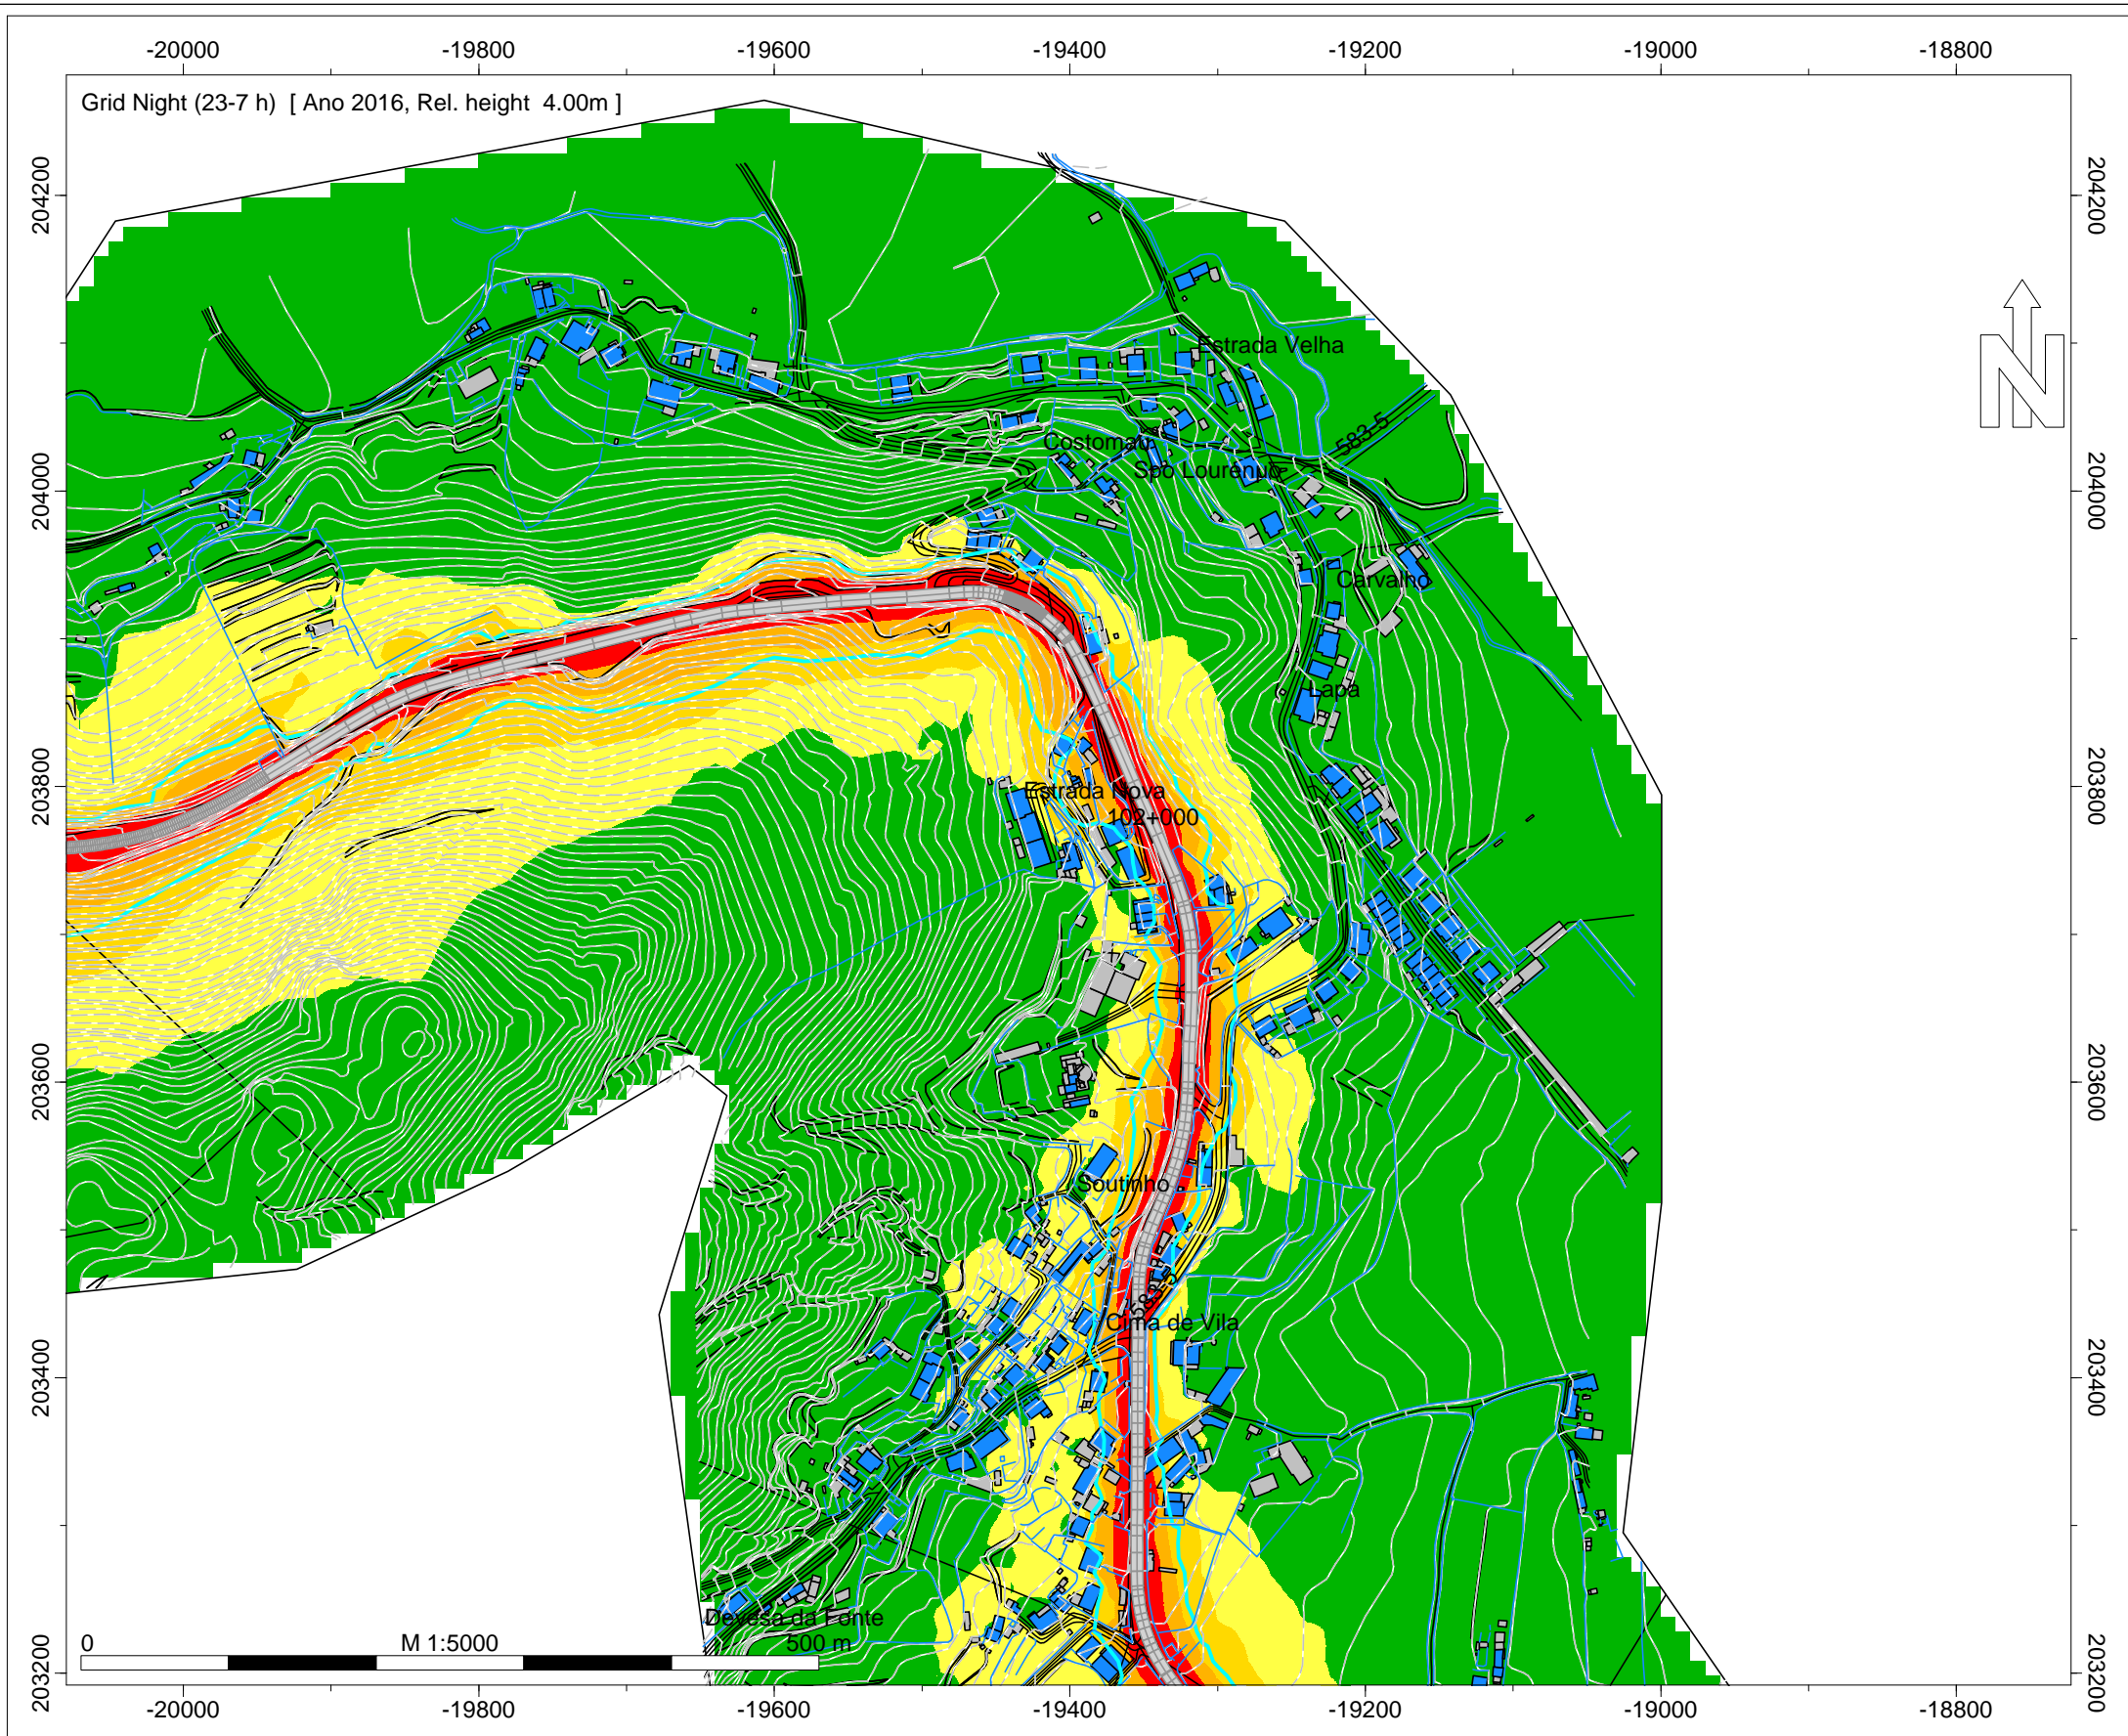 -20000 -19800 -19600 -19400 -19200 -19000 -18800
Grid Night (23-7 h) [ Ano 2016, Rel. height 4.00m ]
204200
204200
N
Estrada Velha
583.5
Costomau
Spo Lourenuo
204000
204000
Carvalho
Lapa
203800
203800
Estrada Nova
102+000
203600
203600
Soutinho
Cima de Vila
203400
203400
Devesa da Fonte
0 M 1:5000 500 m
203200
203200
-20000 -19800 -19600 -19400 -19200 -19000 -18800